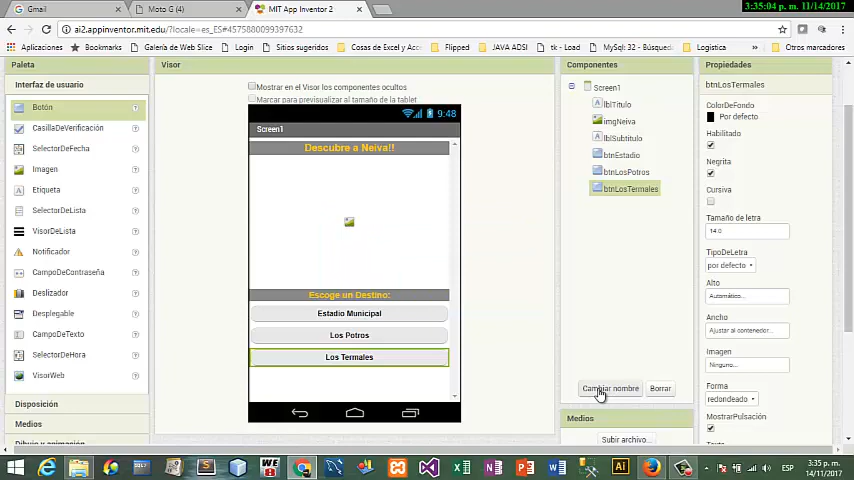 3:35:04 p. m. 11/14/2017
Gmail
Moto G (4)
MIT App Inventor 2
ai2.appinventor.mit.edu/?locale=es_ES#4575880099397632
Aplicaciones
Bookmarks
Galería de Web Slice
Sitios sugeridos
Cosas de Excel y Acce
Flipped
JAVA ADSI
tk - Load
MySql: 32 - Búsqued
Logistica
Otros marcadores
Paleta
Visor
Componentes
Propiedades
Interfaz de usuario
Botón
CasillaDeVerificación
SelectorDeFecha
Imagen
Etiqueta
SelectorDeLista
VisorDeLista
Notificador
CampoDeContraseña
Deslizador
Desplegable
CampoDeTexto
SelectorDeHora
VisorWeb
Disposición
Medios
Dibujo y animación
Mostrar en el Visor los componentes ocultos
Marcar para previsualizar al tamaño de la tablet
9:48
Screen1
Descubre a Neiva!!
Escoge un Destino:
Estadio Municipal
Los Potros
Los Termales
Screen1
lblTitulo
imgNeiva
lblSubtitulo
btnEstadio
btnLosPotros
btnLosTermales
Cambiar nombre
Borrar
Medios
Subir archivo...
btnLosTermales
ColorDeFondo
Por defecto
Habilitado
Negrita
Cursiva
Tamaño de letra
14.0
TipoDeLetra
por defecto
Alto
Automático...
Ancho
Ajustar al contenedor...
Imagen
Ninguno...
Forma
redondeado
MostrarPulsación
Texto
ESP
3:35 p. m.
14/11/2017